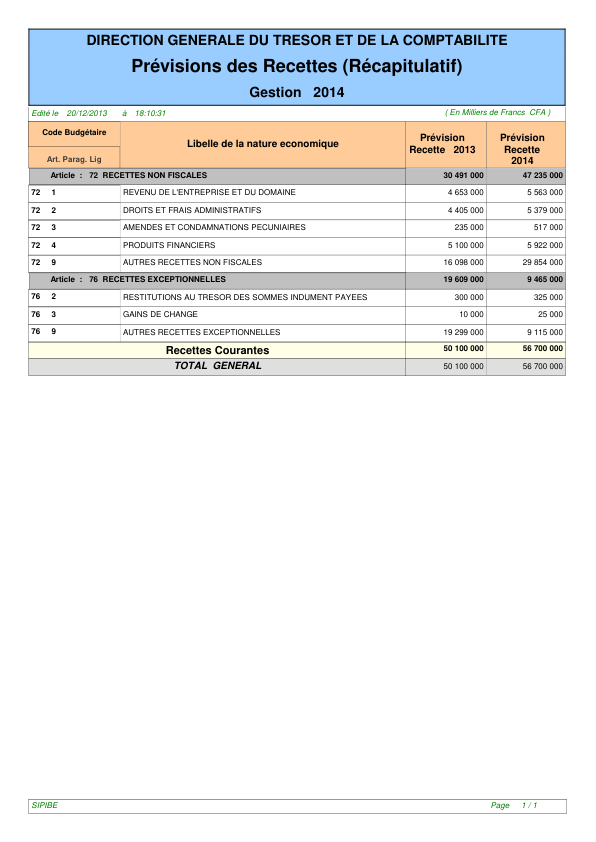 DIRECTION GENERALE DU TRESOR ET DE LA COMPTABILITE
Prévisions des Recettes (Récapitulatif)
Gestion 2014
Edité le 20/12/2013 à 18:10:31 ( En Milliers de Francs CFA )
Code Budgétaire
Art. Parag. Lig
Libelle de la nature economique
Prévision
Recette 2013
Prévision
Recette
2014
Article : 72 RECETTES NON FISCALES 30 491 000 47 235 000
72 1 REVENU DE L'ENTREPRISE ET DU DOMAINE 4 653 000 5 563 000
72 2 DROITS ET FRAIS ADMINISTRATIFS 4 405 000 5 379 000
72 3 AMENDES ET CONDAMNATIONS PECUNIAIRES 235 000 517 000
72 4 PRODUITS FINANCIERS 5 100 000 5 922 000
72 9 AUTRES RECETTES NON FISCALES 16 098 000 29 854 000
Article : 76 RECETTES EXCEPTIONNELLES 19 609 000 9 465 000
76 2 RESTITUTIONS AU TRESOR DES SOMMES INDUMENT PAYEES 300 000 325 000
76 3 GAINS DE CHANGE 10 000 25 000
76 9 AUTRES RECETTES EXCEPTIONNELLES 19 299 000 9 115 000
Recettes Courantes 50 100 000 56 700 000
TOTAL GENERAL 50 100 000 56 700 000
SIPIBE Page 1 / 1